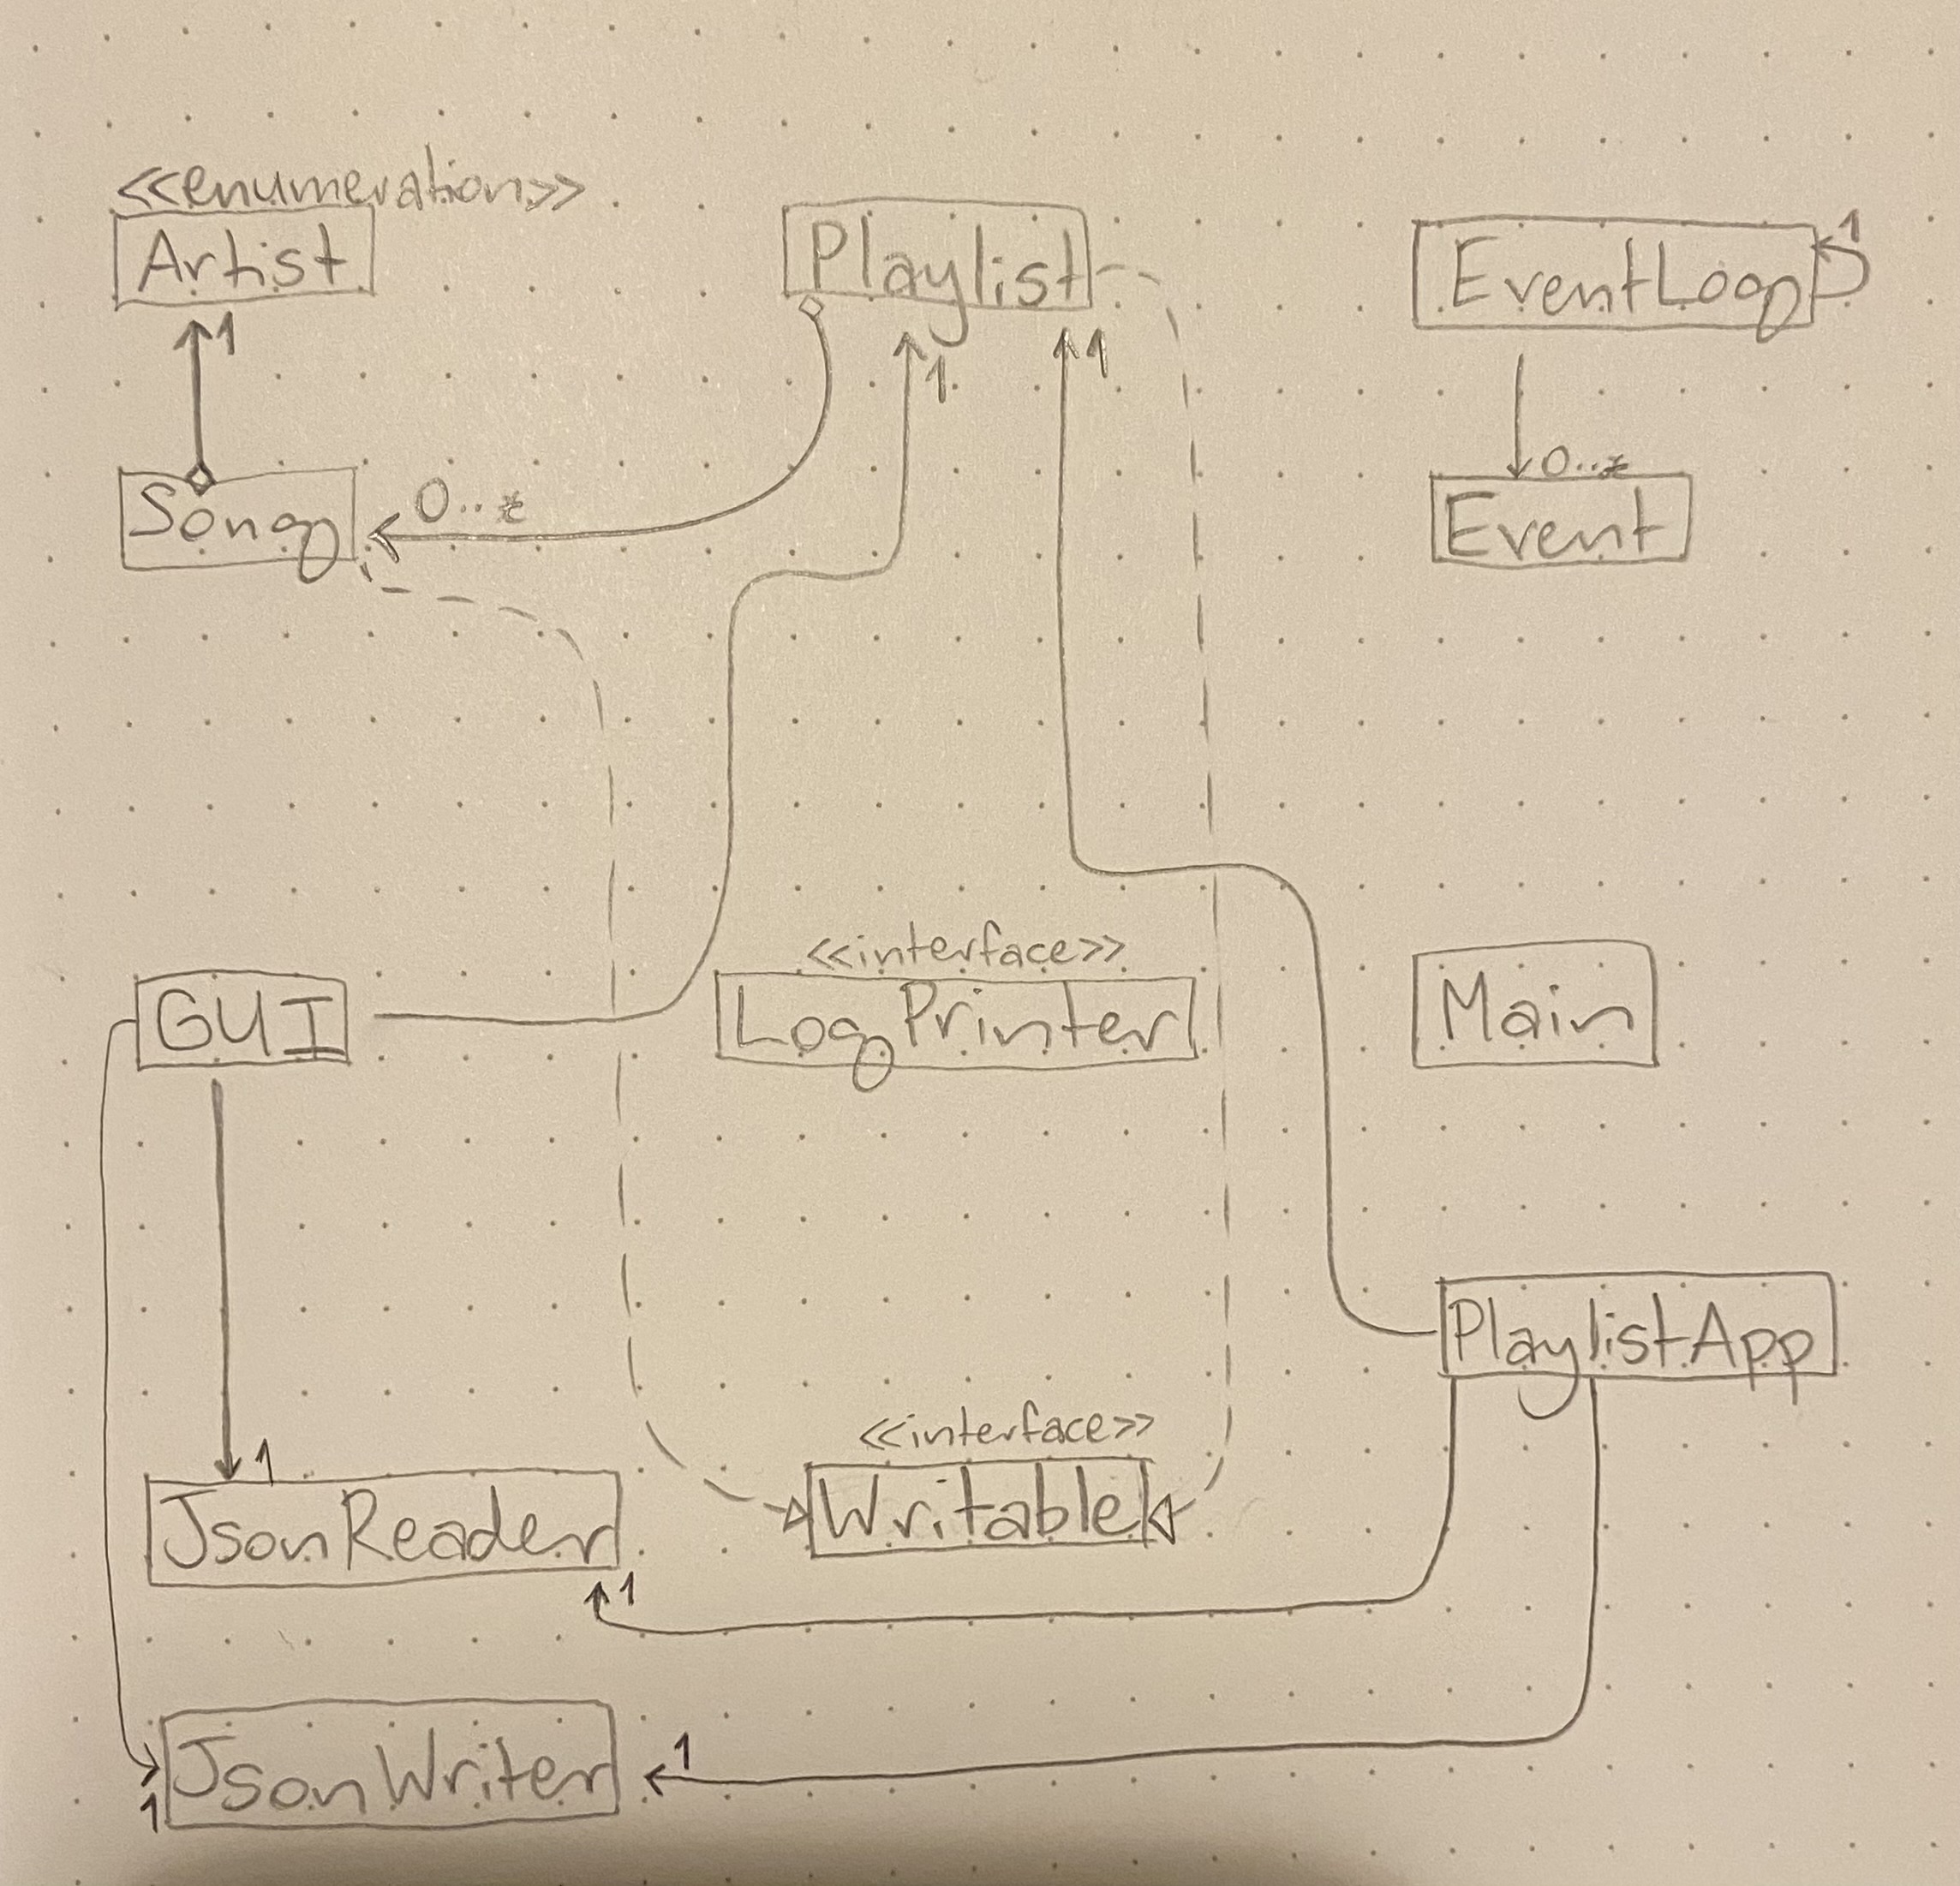 <<enumeration>>
Artist
Playlist
EventLoop
1
1
1
1
Song
0..*
0..*
Event
<<interface>>
GUI
LogPrinter
Main
PlaylistApp
<<interface>>
1
JsonReader
Writable
1
1
JsonWriter
1